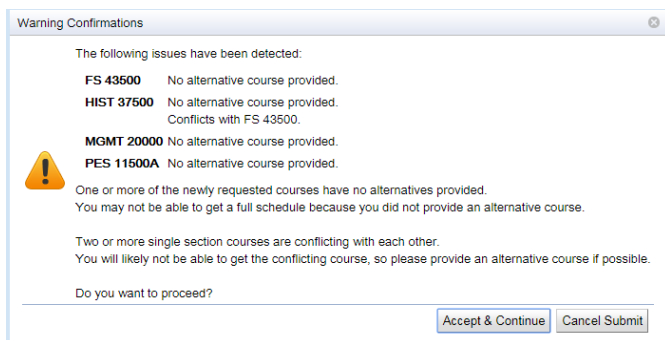 Warning Confirmations
The following issues have been detected:
FS 43500 No alternative course provided.
HIST 37500 No alternative course provided.
Conflicts with FS 43500.
MGMT 20000 No alternative course provided.
PES 11500A No alternative course provided.
One or more of the newly requested courses have no alternatives provided.
You may not be able to get a full schedule because you did not provide an alternative course.
Two or more single section courses are conflicting with each other.
You will likely not be able to get the conflicting course, so please provide an alternative course if possible.
Do you want to proceed?
Accept & Continue Cancel Submit